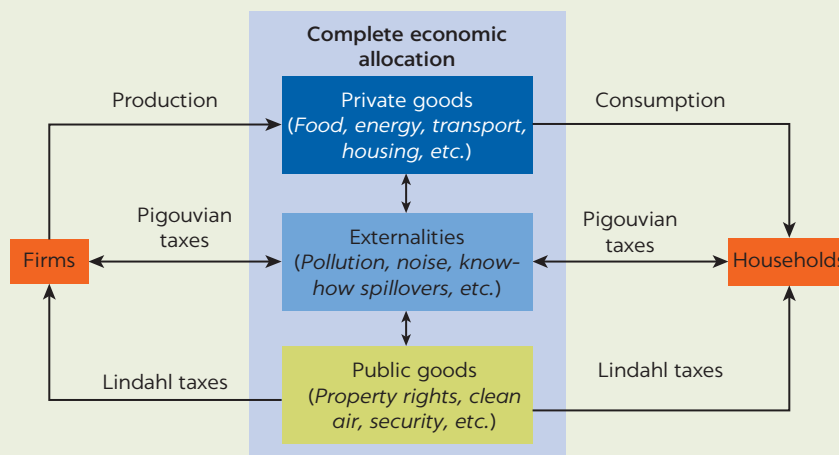 Complete economic
allocation
Production
Private goods
(Food, energy, transport,
housing, etc.)
Consumption
Pigouvian
taxes
Externalities
(Pollution, noise, know-
how spillovers, etc.)
Pigouvian
taxes
Firms
Households
Lindahl taxes
Public goods
(Property rights, clean
air, security, etc.)
Lindahl taxes